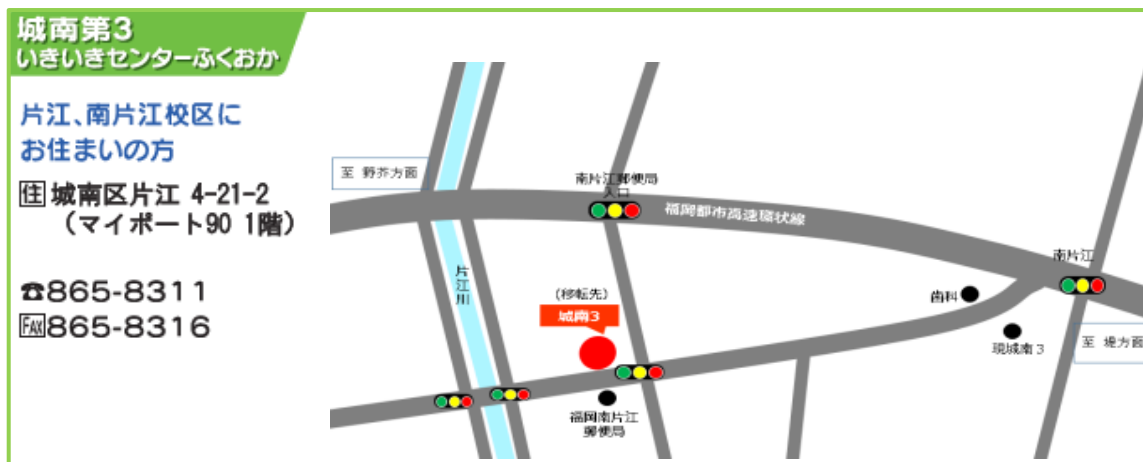 城南第3
いきいきセンターふくおか
片江、南片江校区に
お住まいの方
住 城南区片江 4-21-2
(マイポート90 1階)
☎865-8311
FAX865-8316
至 野芥方面
南片江郵便局
入口
福岡都市高速環状線
南片江
片江川
(移転先)
城南3
歯科
現城南3
至 堤方面
福岡南片江
郵便局